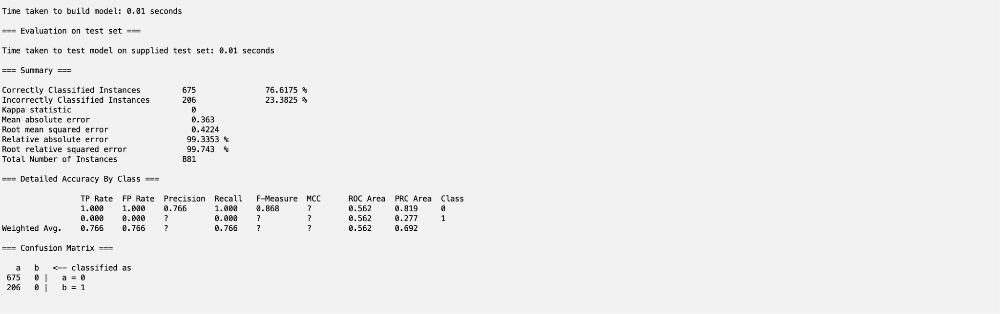 Time taken to build model: 0.01 seconds
=== Evaluation on test set ===
Time taken to test model on supplied test set: 0.01 seconds
=== Summary ===
Correctly Classified Instances         675               76.6175 %
Incorrectly Classified Instances       206               23.3825 %
Kappa statistic                          0
Mean absolute error                      0.363
Root mean squared error                  0.4224
Relative absolute error                 99.3353 %
Root relative squared error             99.743  %
Total Number of Instances              881
=== Detailed Accuracy By Class ===
                 TP Rate  FP Rate  Precision  Recall   F-Measure  MCC      ROC Area  PRC Area  Class
                 1.000    1.000    0.766      1.000    0.868      ?        0.562     0.819     0
                 0.000    0.000    ?          0.000    ?          ?        0.562     0.277     1
Weighted Avg.    0.766    0.766    ?          0.766    ?          ?        0.562     0.692
=== Confusion Matrix ===
   a   b   <-- classified as
 675   0 |   a = 0
 206   0 |   b = 1